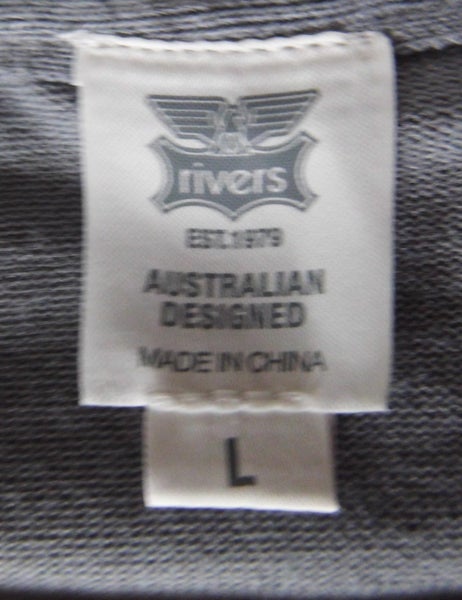 rivers
EST.1979
AUSTRALIAN
DESIGNED
MADE IN CHINA
L